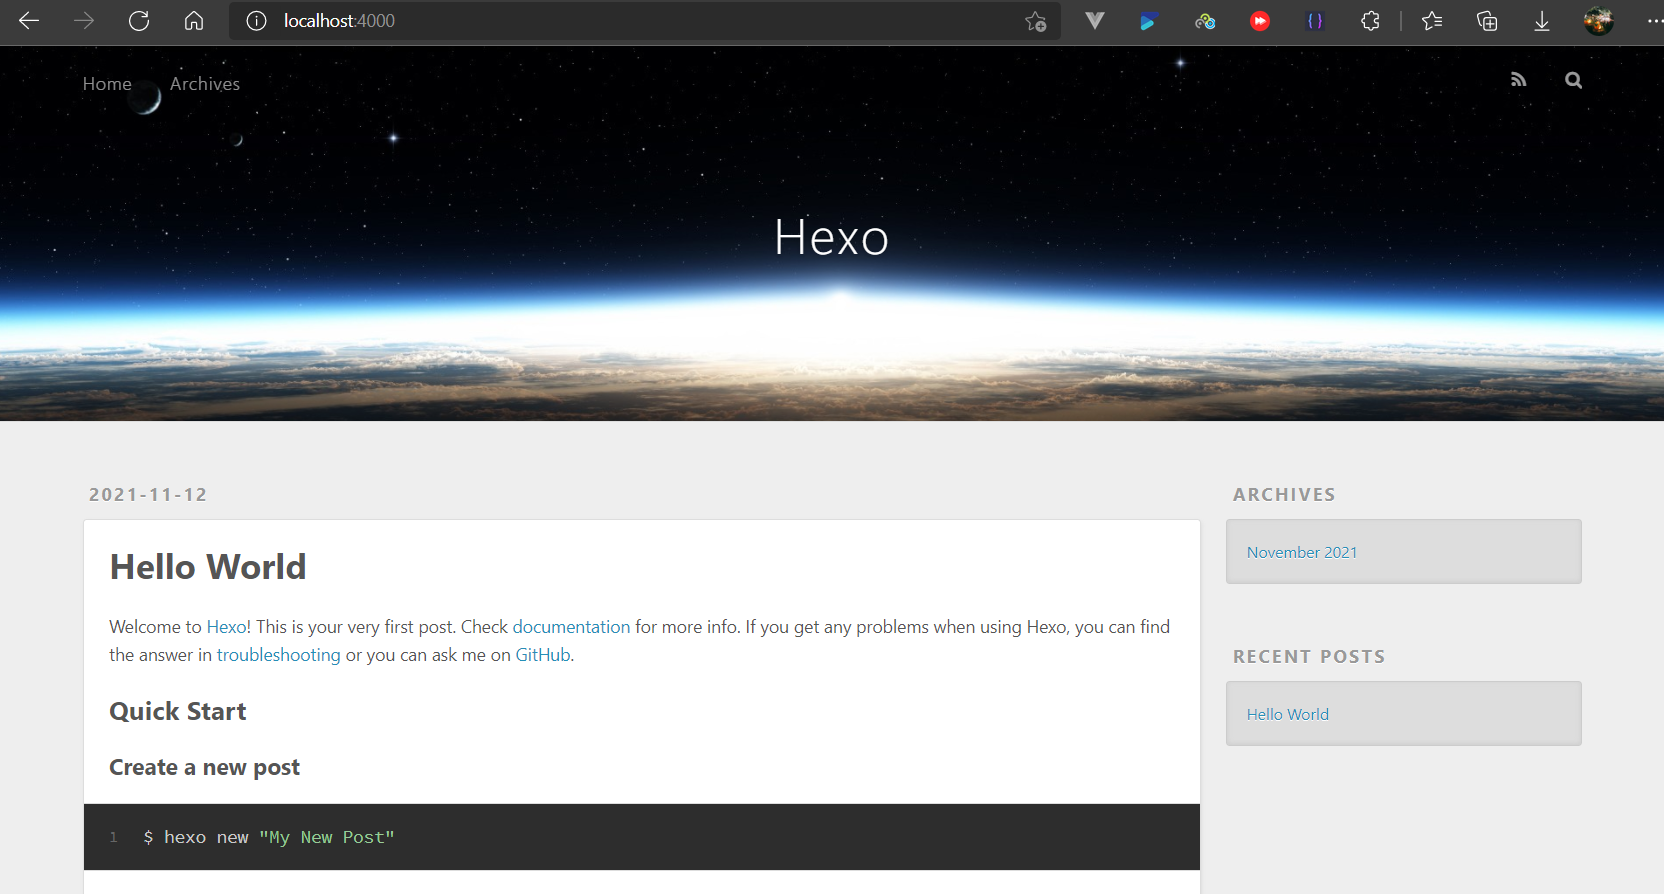 localhost:4000
Home Archives
Hexo
2021-11-12
Hello World
Welcome to Hexo! This is your very first post. Check documentation for more info. If you get any problems when using Hexo, you can find
the answer in troubleshooting or you can ask me on GitHub.
Quick Start
Create a new post
1 $ hexo new "My New Post"
ARCHIVES
November 2021
RECENT POSTS
Hello World